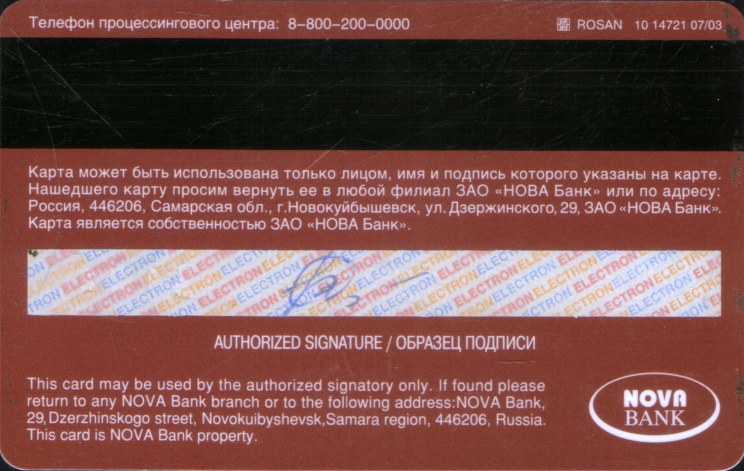 Телефон процессингового центра: 8-800-200-0000
ROSAN 10 14721 07/03
Карта может быть использована только лицом, имя и подпись которого указаны на карте.
Нашедшего карту просим вернуть ее в любой филиал ЗАО «НОВА Банк» или по адресу:
Россия, 446206, Самарская обл., г.Новокуйбышевск, ул.Дзержинского, 29, ЗАО «НОВА Банк».
Карта является собственностью ЗАО «НОВА Банк».
ELECTRON ELECTRON ELECTRON ELECTRON ELECTRON ELECTRON
AUTHORIZED SIGNATURE / ОБРАЗЕЦ ПОДПИСИ
This card may be used by the authorized signatory only. If found please
return to any NOVA Bank branch or to the following address:NOVA Bank,
29,Dzerzhinskogo street, Novokuibyshevsk,Samara region, 446206, Russia.
This card is NOVA Bank property.
NOVA
BANK